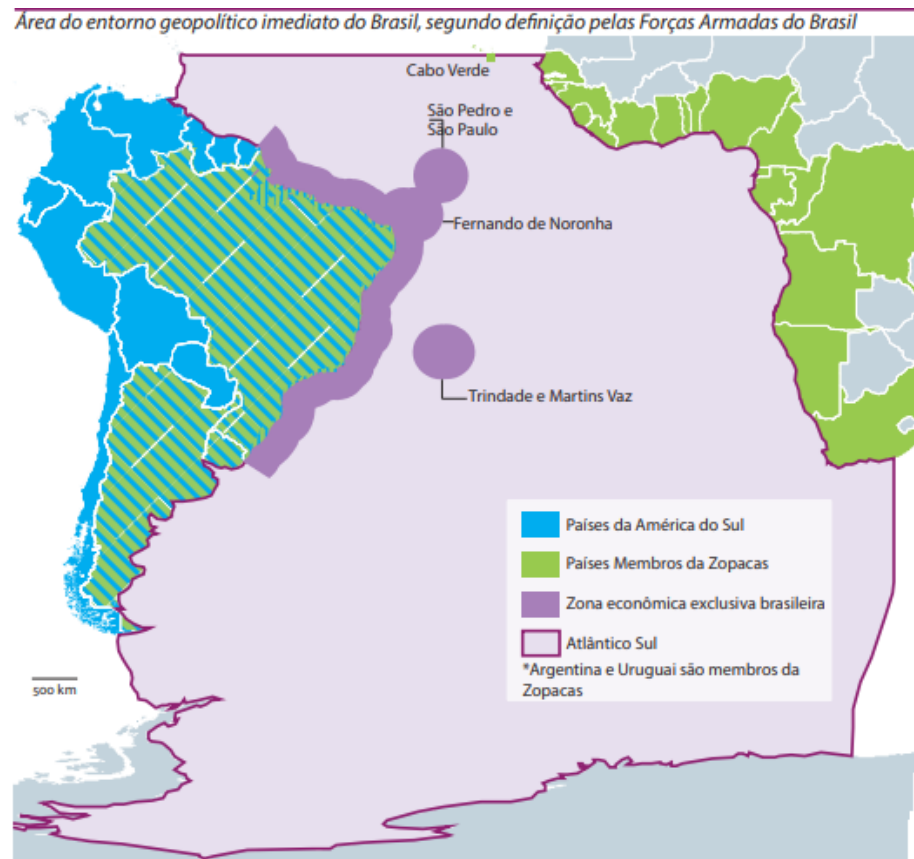 Área do entorno geopolítico imediato do Brasil, segundo definição pelas Forças Armadas do Brasil
Cabo Verde
São Pedro e
São Paulo
Fernando de Noronha
Trindade e Martins Vaz
Países da América do Sul
Países Membros da Zopacas
Zona econômica exclusiva brasileira
Atlântico Sul
*Argentina e Uruguai são membros da
Zopacas
500 km